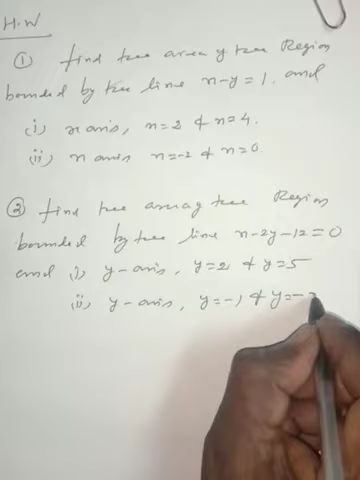 H.W
① find the area of the Region
bounded by the line x-y=1. and
(i) x axis, x=2 & x=4.
(ii) x axis x=-2 & x=0.
② find the area of the Region
bounded by the line x-2y-12=0
and (i) y-axis, y=2 & y=5
(ii) y-axis, y=-1 & y=-